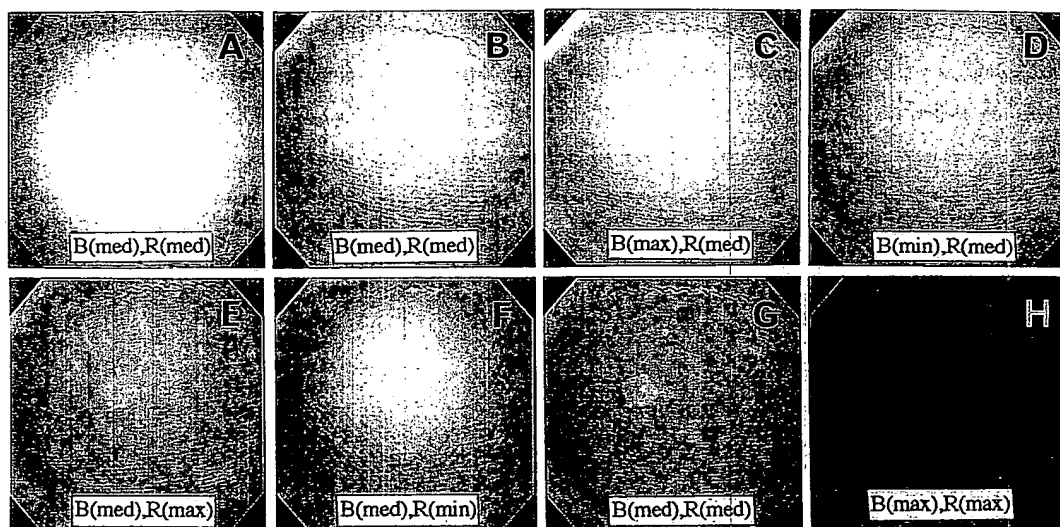 A
B(med),R(med)
B
B(med),R(med)
C
B(max),R(med)
D
B(min),R(med)
E
B(med),R(max)
F
B(med),R(min)
G
B(med),R(med)
H
B(max),R(max)